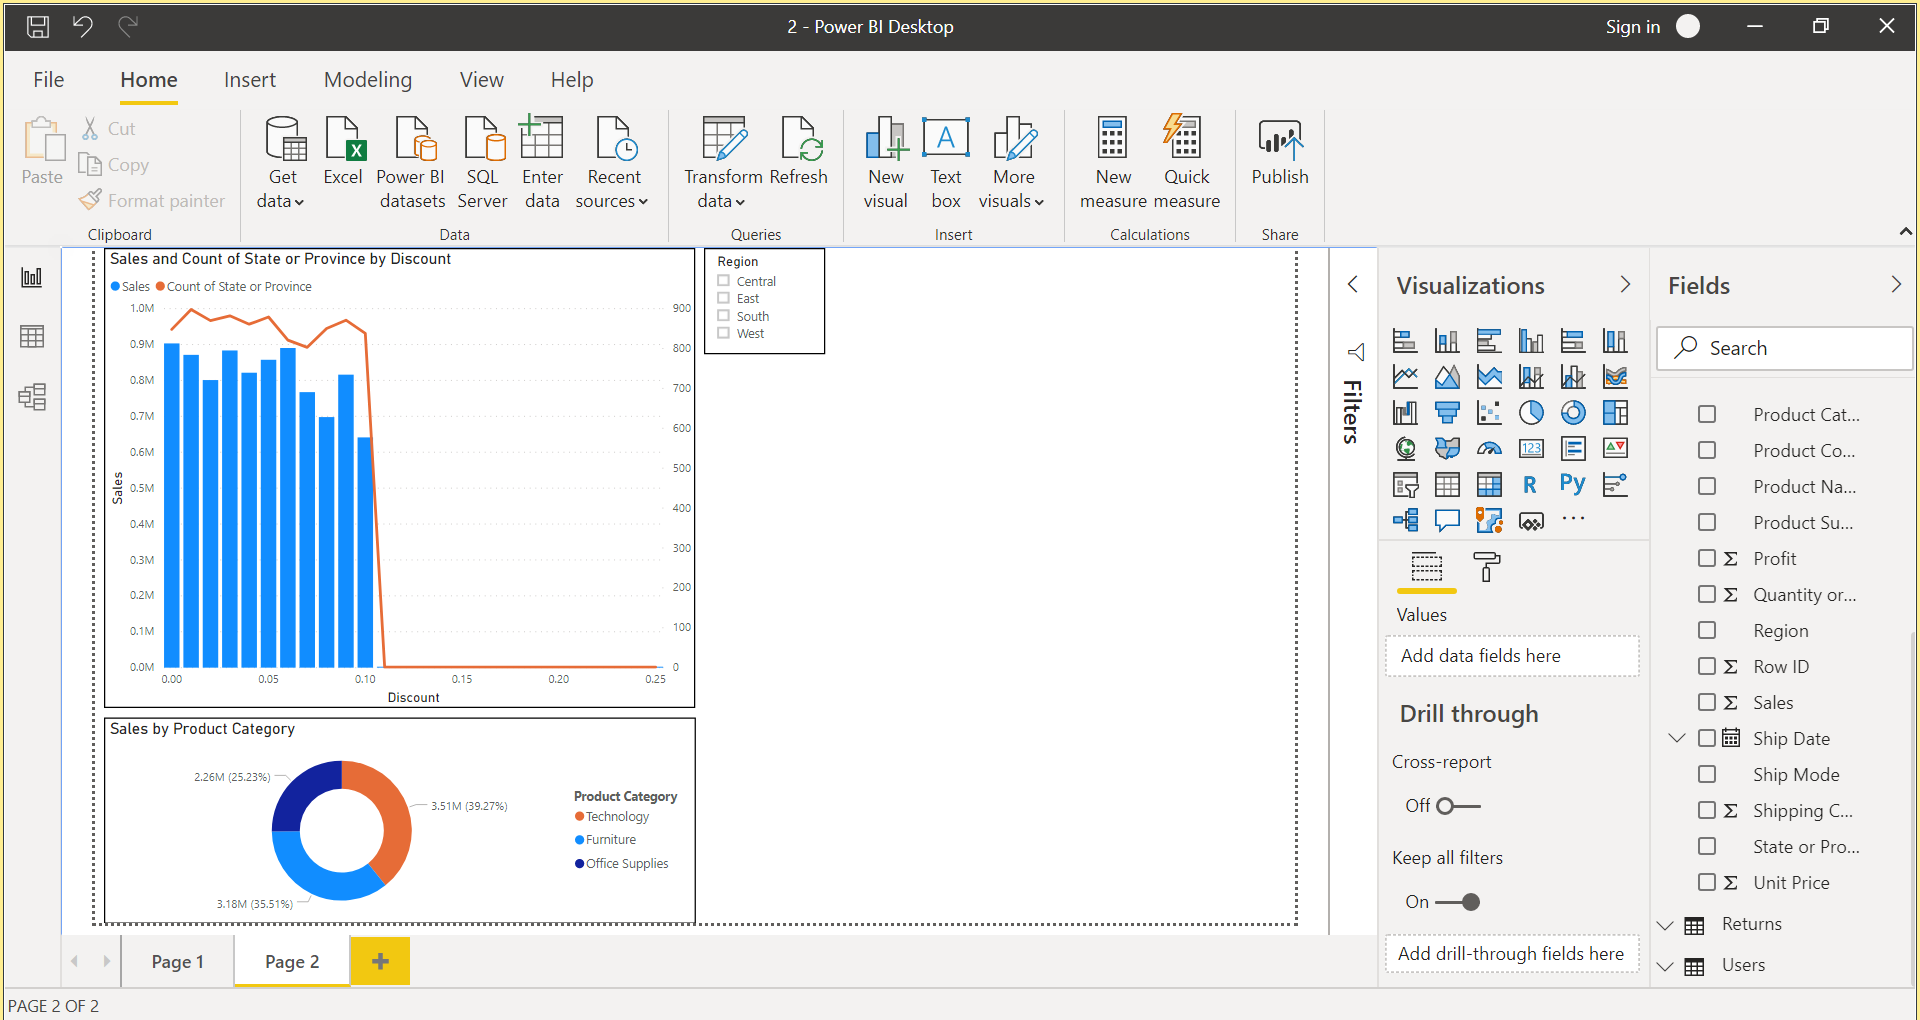 2 - Power BI Desktop
Sign in
File Home Insert Modeling View Help
Paste
Cut
Copy
Format painter
Clipboard
Get data
Excel
Power BI datasets
SQL Server
Enter data
Recent sources
Data
Transform data
Refresh
Queries
New visual
Text box
More visuals
Insert
New measure
Quick measure
Calculations
Publish
Share
Sales and Count of State or Province by Discount
Sales Count of State or Province
1.0M
0.9M
0.8M
0.7M
0.6M
0.5M
0.4M
0.3M
0.2M
0.1M
0.0M
Sales
900
800
700
600
500
400
300
200
100
0
0.00 0.05 0.10 0.15 0.20 0.25
Discount
Region
Central
East
South
West
Sales by Product Category
2.26M (25.23%)
3.51M (39.27%)
3.18M (35.51%)
Product Category
Technology
Furniture
Office Supplies
Filters
Visualizations
123
R
Py
...
Values
Add data fields here
Drill through
Cross-report
Off
Keep all filters
On
Add drill-through fields here
Fields
Search
Product Cat...
Product Co...
Product Na...
Product Su...
Σ Profit
Σ Quantity or...
Region
Σ Row ID
Σ Sales
Ship Date
Ship Mode
Σ Shipping C...
State or Pro...
Σ Unit Price
Returns
Users
Page 1
Page 2
+
PAGE 2 OF 2